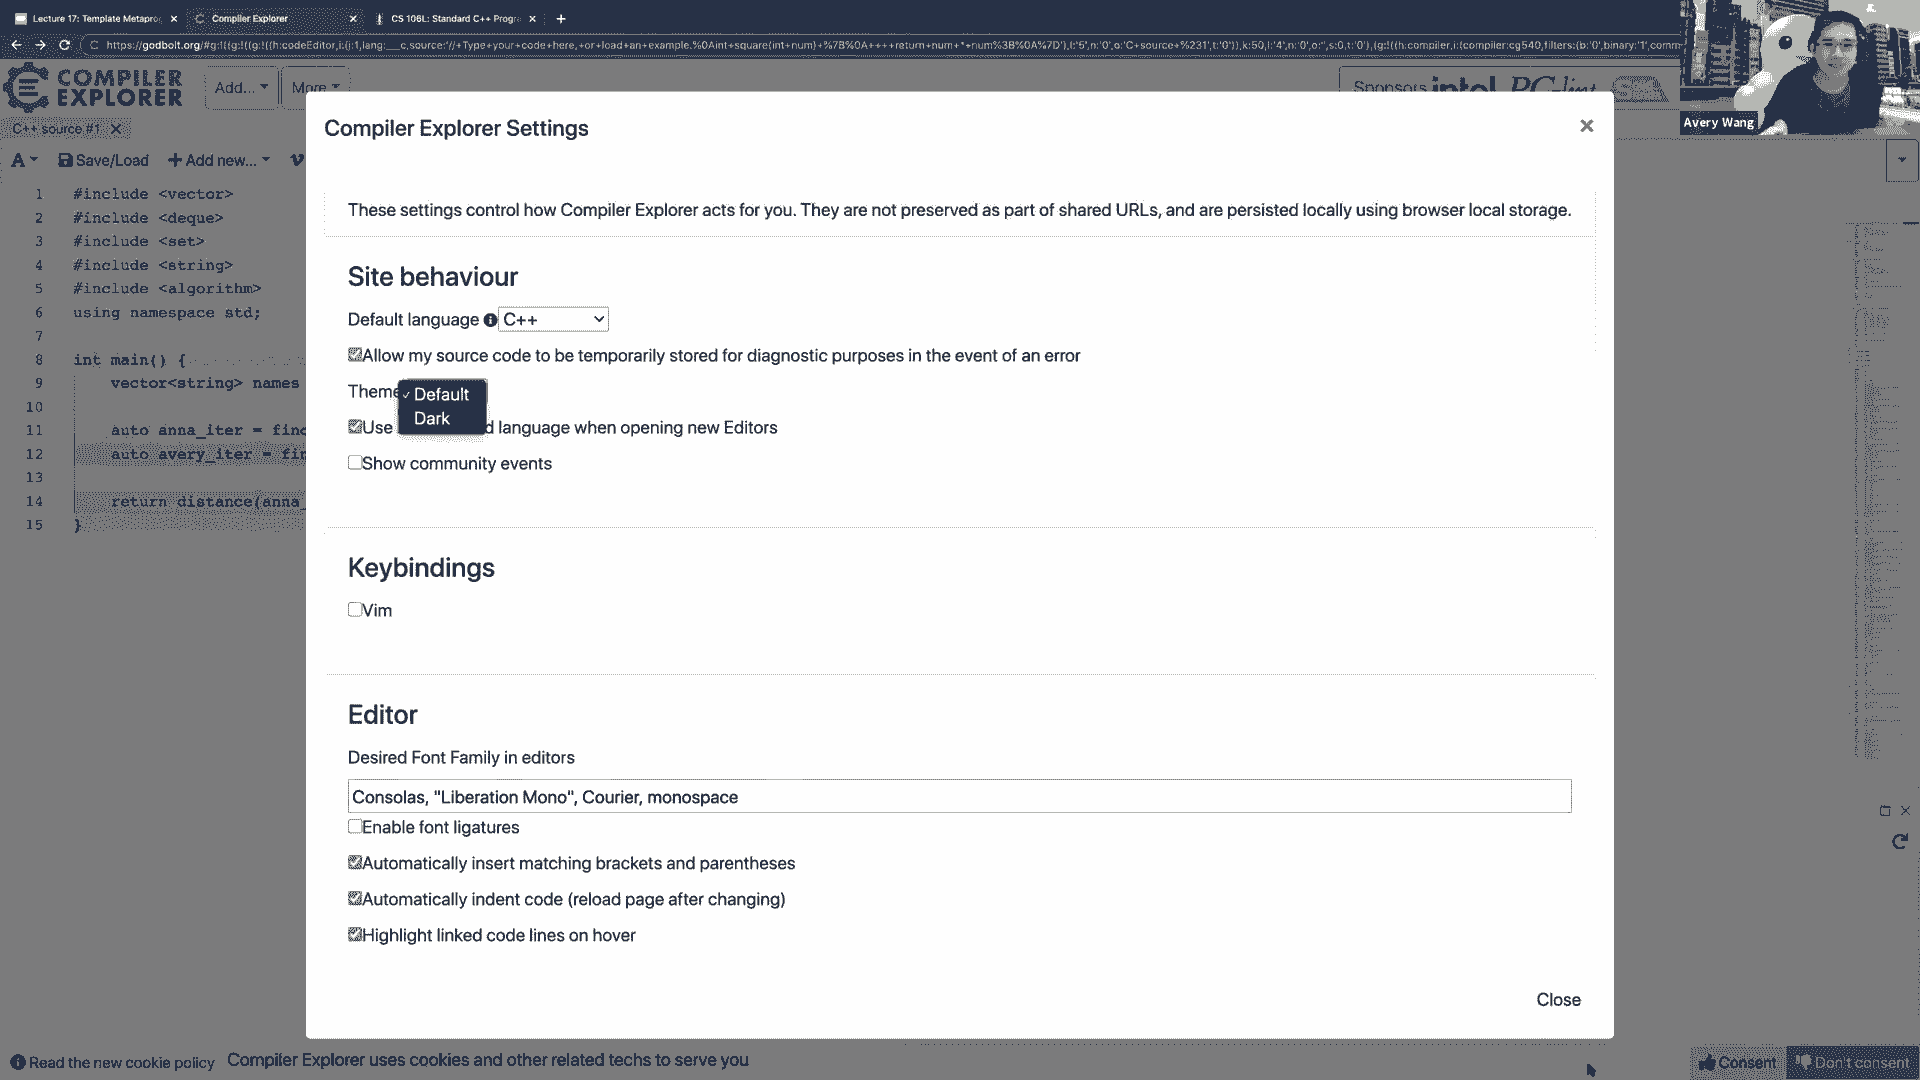 Lecture 17: Template Metaprog
Compiler Explorer
CS 106L: Standard C++ Progr
https://godbolt.org/#g:!((g:!((g:!((h:codeEditor,i:(j:1,lang:___c,source:'//+Type+your+code+here,+or+load+an+example.%0Aint+square(int+num)+%7B%0A++++return+num+*+num%3B%0A%7D'),l:'5',n:'0',o:'C+source+%231',t:'0')),k:50,l:'4',n:'0',o:'',s:0,t:'0'),(g:!((h:compiler,i:(compiler:cg540,filters:(b:'0',binary:'1',comm
COMPILER
EXPLORER
Add...
More
Sponsors intel PC-lint
Avery Wang
C++ source #1
A
Save/Load
Add new...
Compiler Explorer Settings
These settings control how Compiler Explorer acts for you. They are not preserved as part of shared URLs, and are persisted locally using browser local storage.
Site behaviour
Default language
C++
Allow my source code to be temporarily stored for diagnostic purposes in the event of an error
Theme
Default
Dark
Use d language when opening new Editors
Show community events
Keybindings
Vim
Editor
Desired Font Family in editors
Consolas, "Liberation Mono", Courier, monospace
Enable font ligatures
Automatically insert matching brackets and parentheses
Automatically indent code (reload page after changing)
Highlight linked code lines on hover
Close
1 #include <vector>
2 #include <deque>
3 #include <set>
4 #include <string>
5 #include <algorithm>
6 using namespace std;
7
8 int main() {
9 vector<string> names
10
11 auto anna_iter = find
12 auto avery_iter = fin
13
14 return distance(anna_
15 }
Read the new cookie policy
Compiler Explorer uses cookies and other related techs to serve you
Consent
Don't consent